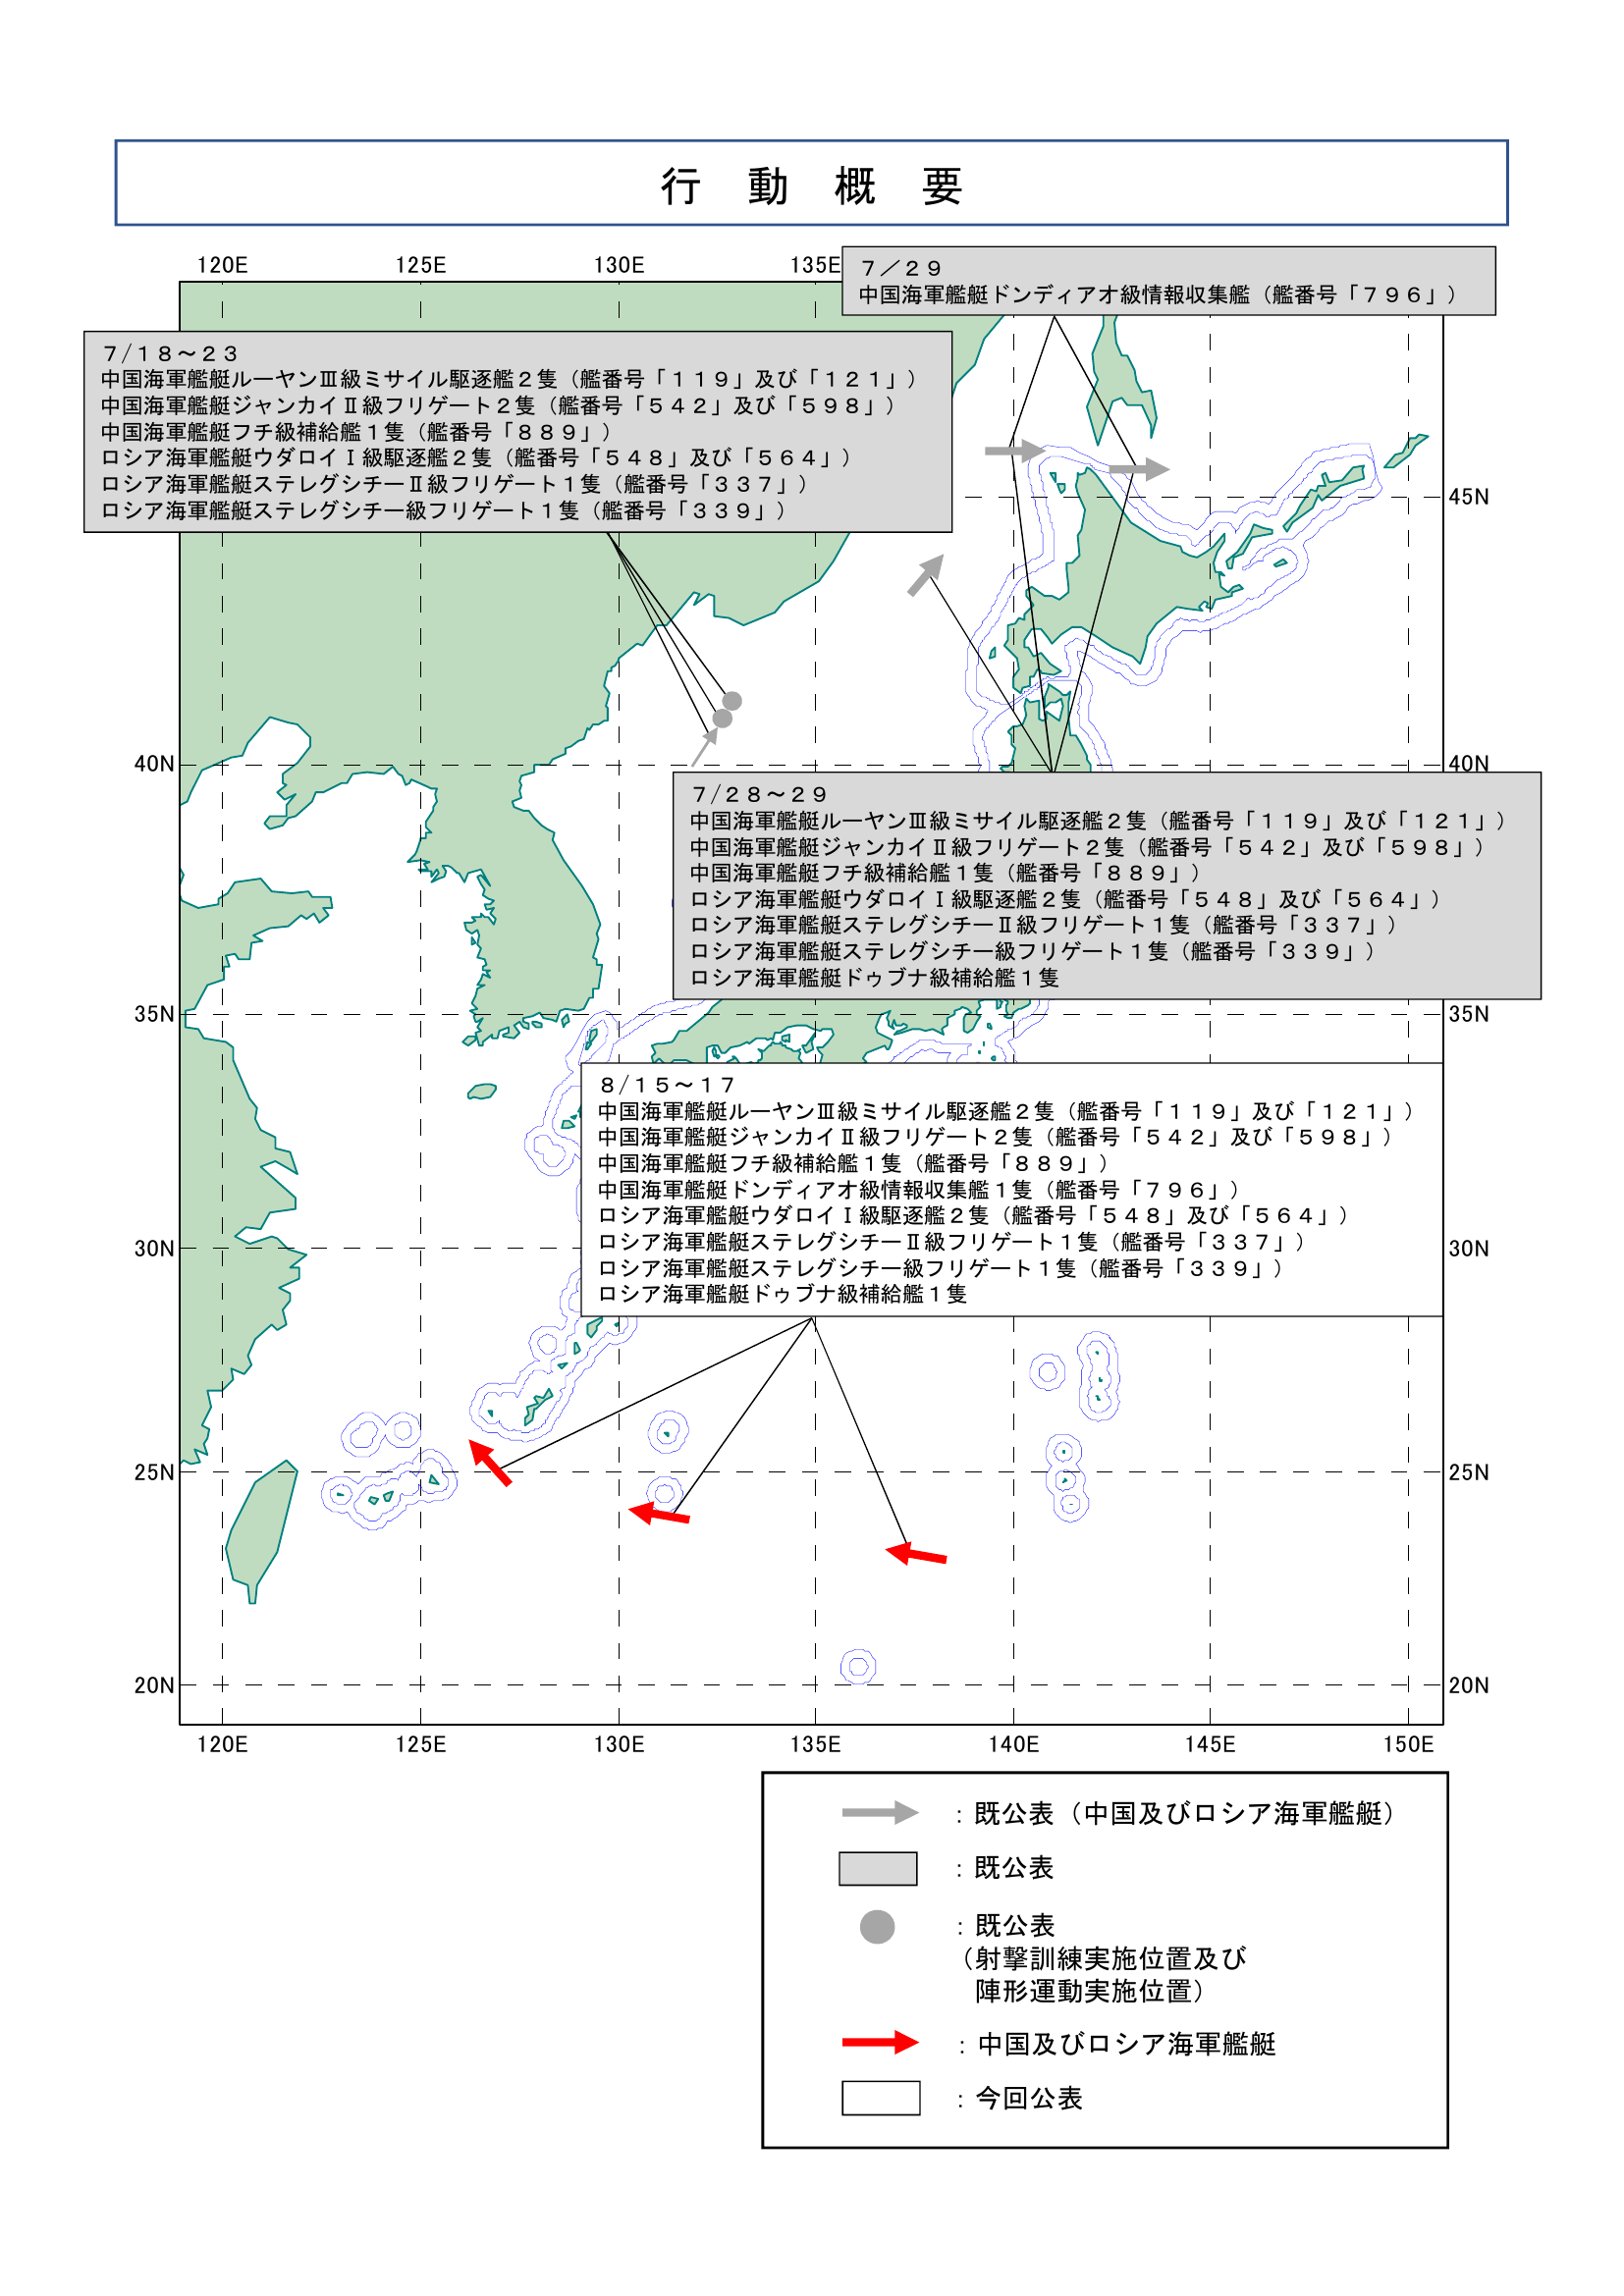 行動概要
120E 125E 130E 135E
7/29
中国海軍艦艇ドンディアオ級情報収集艦(艦番号「796」)
7/18~23
中国海軍艦艇ルーヤンⅢ級ミサイル駆逐艦2隻(艦番号「119」及び「121」)
中国海軍艦艇ジャンカイⅡ級フリゲート2隻(艦番号「542」及び「598」)
中国海軍艦艇フチ級補給艦1隻(艦番号「889」)
ロシア海軍艦艇ウダロイⅠ級駆逐艦2隻(艦番号「548」及び「564」)
ロシア海軍艦艇ステレグシチーⅡ級フリゲート1隻(艦番号「337」)
ロシア海軍艦艇ステレグシチー級フリゲート1隻(艦番号「339」)
45N
40N 40N
7/28~29
中国海軍艦艇ルーヤンⅢ級ミサイル駆逐艦2隻(艦番号「119」及び「121」)
中国海軍艦艇ジャンカイⅡ級フリゲート2隻(艦番号「542」及び「598」)
中国海軍艦艇フチ級補給艦1隻(艦番号「889」)
ロシア海軍艦艇ウダロイⅠ級駆逐艦2隻(艦番号「548」及び「564」)
ロシア海軍艦艇ステレグシチーⅡ級フリゲート1隻(艦番号「337」)
ロシア海軍艦艇ステレグシチー級フリゲート1隻(艦番号「339」)
ロシア海軍艦艇ドゥブナ級補給艦1隻
35N 35N
8/15~17
中国海軍艦艇ルーヤンⅢ級ミサイル駆逐艦2隻(艦番号「119」及び「121」)
中国海軍艦艇ジャンカイⅡ級フリゲート2隻(艦番号「542」及び「598」)
中国海軍艦艇フチ級補給艦1隻(艦番号「889」)
中国海軍艦艇ドンディアオ級情報収集艦1隻(艦番号「796」)
ロシア海軍艦艇ウダロイⅠ級駆逐艦2隻(艦番号「548」及び「564」)
ロシア海軍艦艇ステレグシチーⅡ級フリゲート1隻(艦番号「337」)
ロシア海軍艦艇ステレグシチー級フリゲート1隻(艦番号「339」)
ロシア海軍艦艇ドゥブナ級補給艦1隻
30N 30N
25N 25N
20N 20N
120E 125E 130E 135E 140E 145E 150E
:既公表(中国及びロシア海軍艦艇)
:既公表
:既公表
(射撃訓練実施位置及び
陣形運動実施位置)
:中国及びロシア海軍艦艇
:今回公表